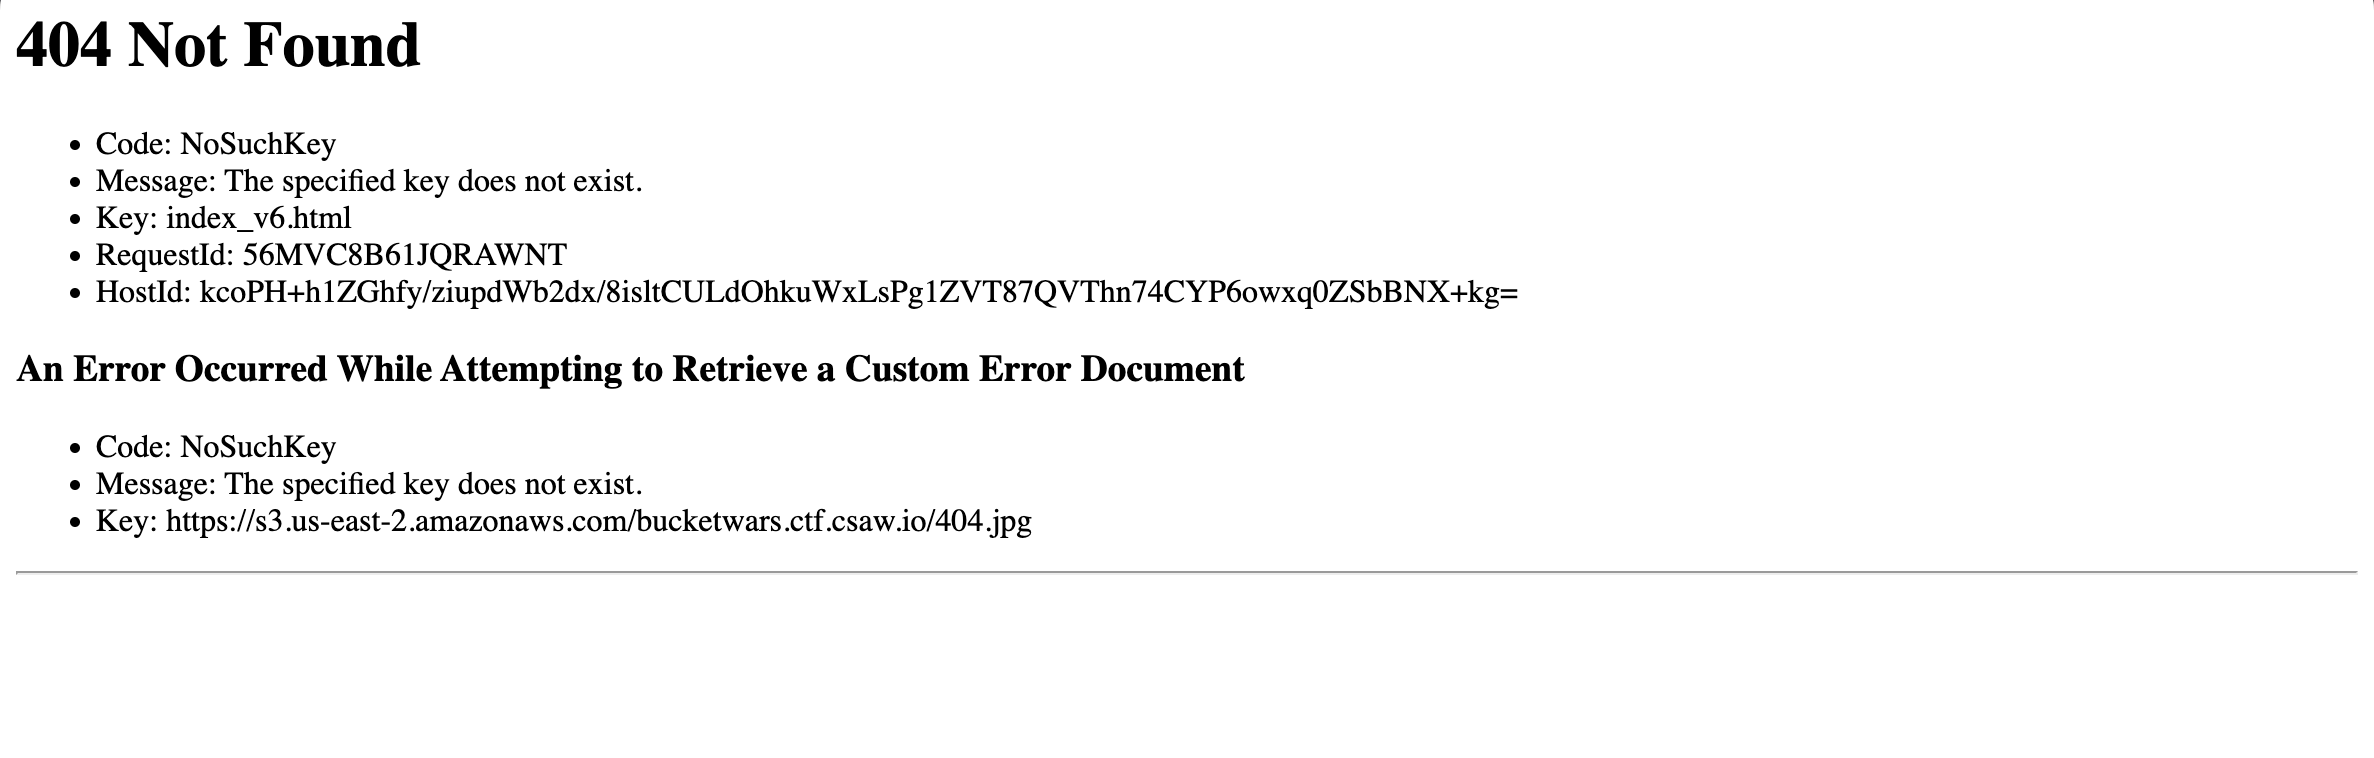 404 Not Found
• Code: NoSuchKey
• Message: The specified key does not exist.
• Key: index_v6.html
• RequestId: 56MVC8B61JQRAWNT
• HostId: kcoPH+h1ZGhfy/ziupdWb2dx/8isltCULdOhkuWxLsPg1ZVT87QVThn74CYP6owxq0ZSbBNX+kg=
An Error Occurred While Attempting to Retrieve a Custom Error Document
• Code: NoSuchKey
• Message: The specified key does not exist.
• Key: https://s3.us-east-2.amazonaws.com/bucketwars.ctf.csaw.io/404.jpg